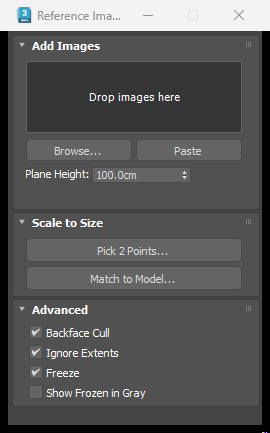 3
Reference Ima...
Add Images
Drop images here
Browse... Paste
Plane Height: 100.0cm
Scale to Size
Pick 2 Points...
Match to Model...
Advanced
Backface Cull
Ignore Extents
Freeze
Show Frozen in Gray